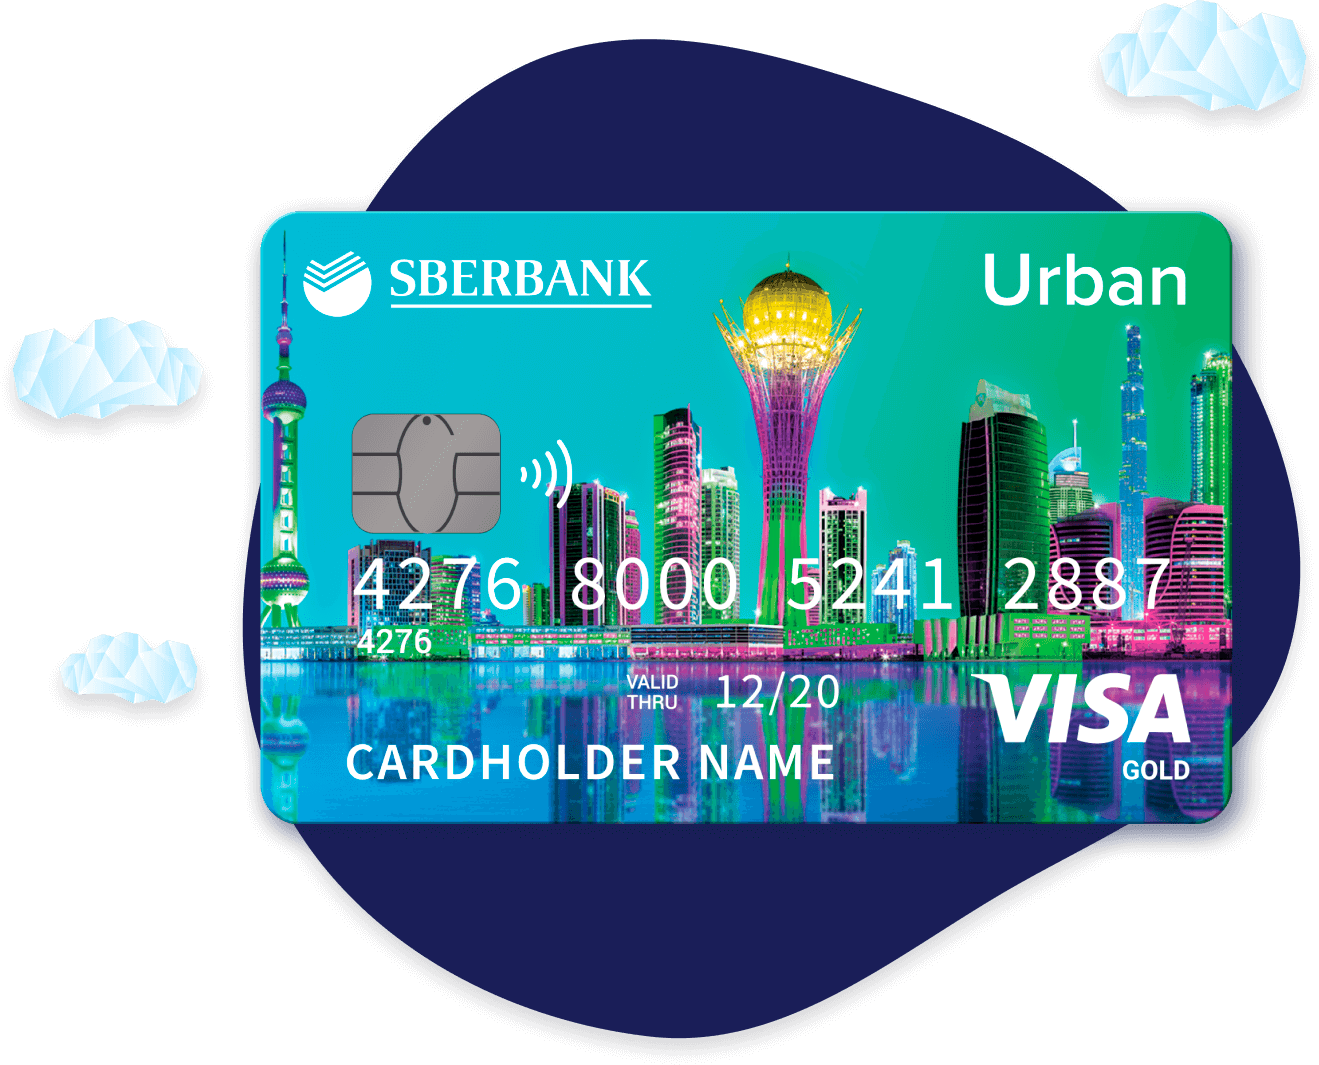 SBERBANK
Urban
4276 8000 5241 2887
4276
VALID THRU 12/20
CARDHOLDER NAME
VISA
GOLD